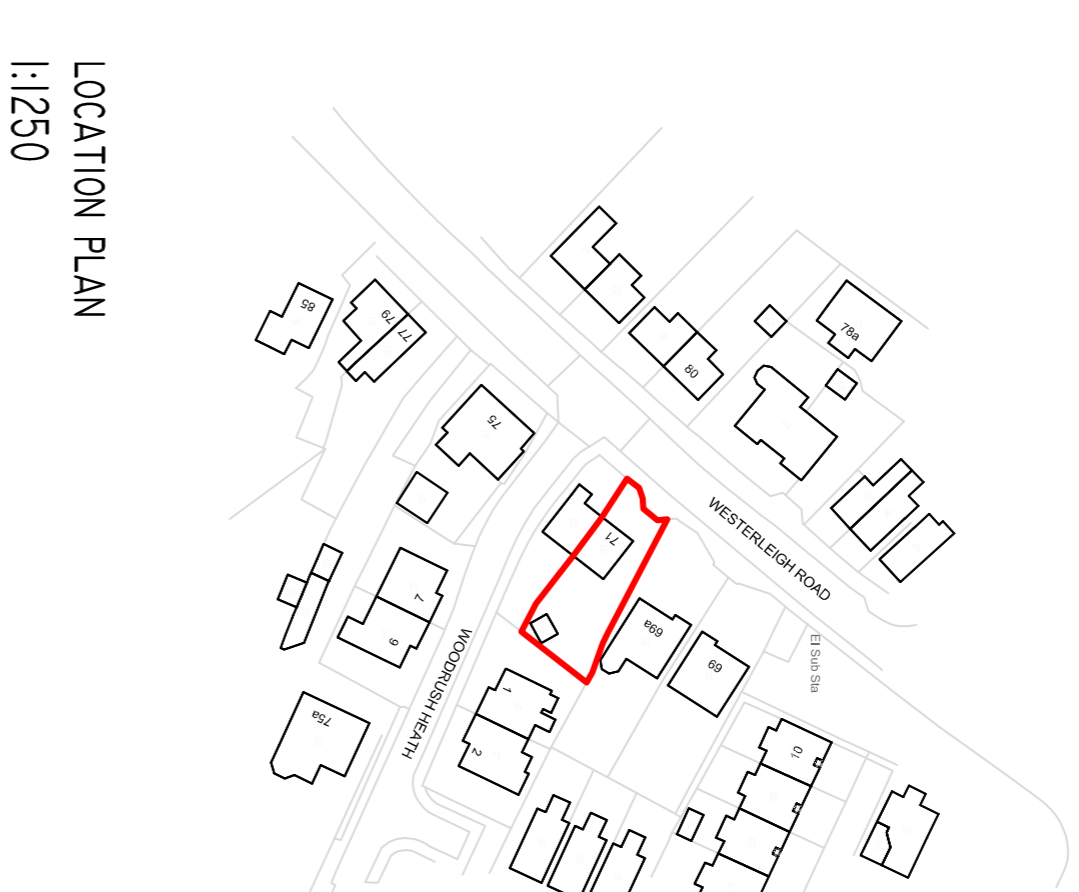 LOCATION PLAN
1:1250
85
79
77
75
80
78a
WESTERLEIGH ROAD
71
69a
69
El Sub Sta
7
9
WOODRUSH HEATH
1
2
75a
10